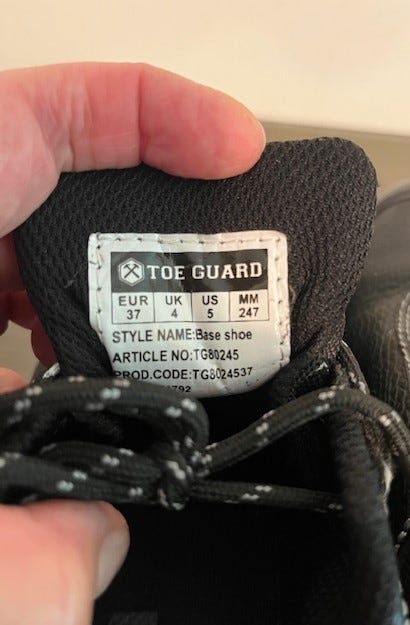 TOE GUARD
EUR UK US MM
37 4 5 247
STYLE NAME:Base shoe
ARTICLE NO:TG80245
PROD.CODE:TG8024537